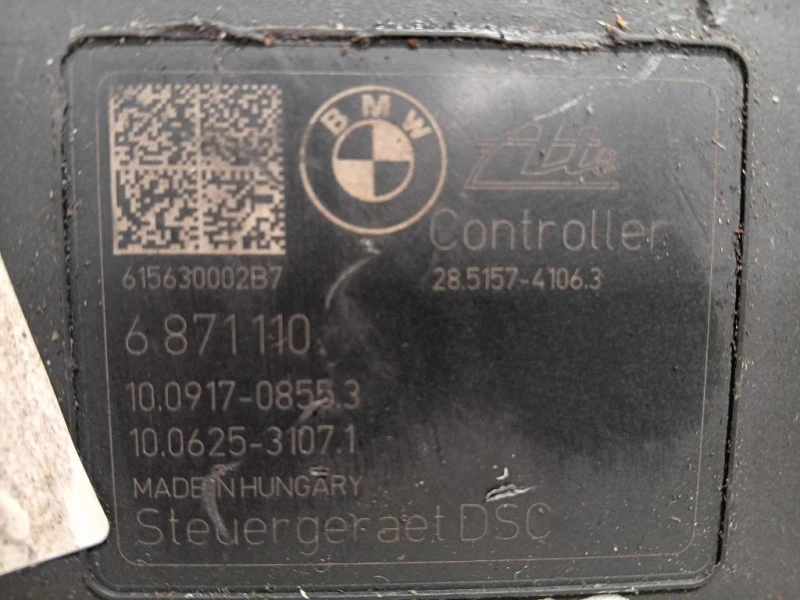 BMW
Ate
Controller
615630002B7
28.5157-4106.3
6 871 110
10.0917-0855.3
10.0625-3107.1
MADE IN HUNGARY
Steuergeraet DSC